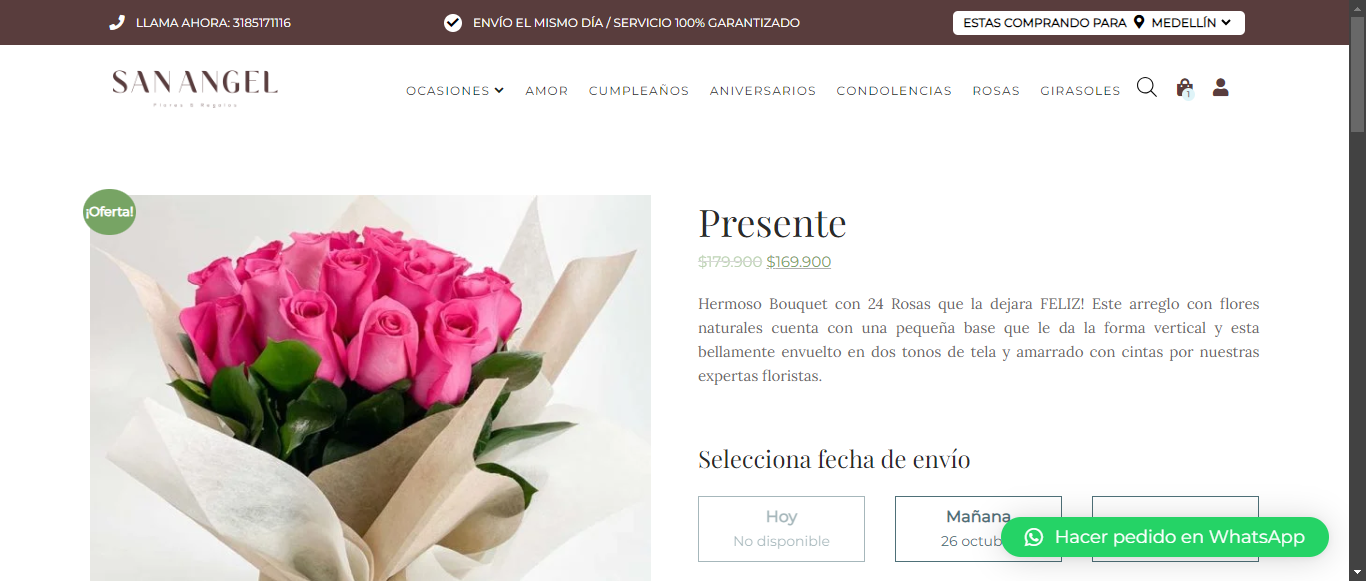 LLAMA AHORA: 3185171116
ENVÍO EL MISMO DÍA / SERVICIO 100% GARANTIZADO
ESTAS COMPRANDO PARA MEDELLÍN
SAN ANGEL
Flores & Regalos
OCASIONES AMOR CUMPLEAÑOS ANIVERSARIOS CONDOLENCIAS ROSAS GIRASOLES
1
¡Oferta!
Presente
$179.900 $169.900
Hermoso Bouquet con 24 Rosas que la dejara FELIZ! Este arreglo con flores
naturales cuenta con una pequeña base que le da la forma vertical y esta
bellamente envuelto en dos tonos de tela y amarrado con cintas por nuestras
expertas floristas.
Selecciona fecha de envío
Hoy
No disponible
Mañana
26 octub
Hacer pedido en WhatsApp